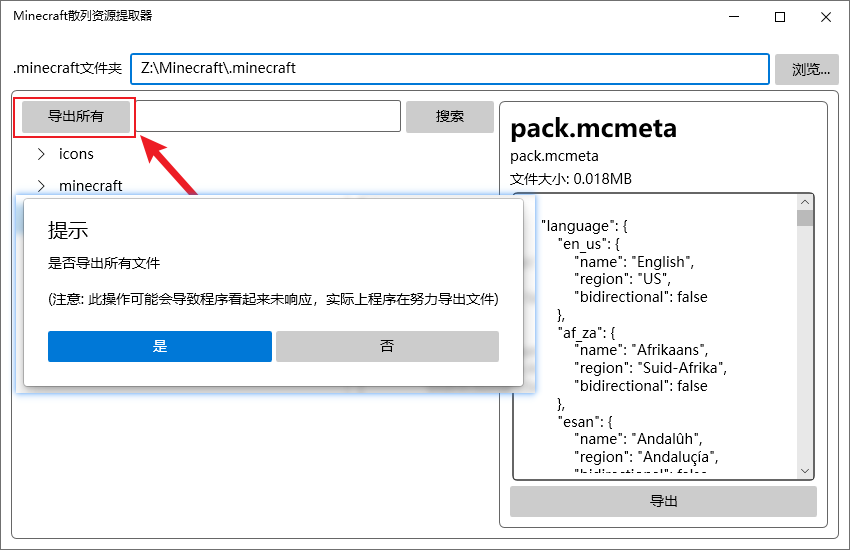 Minecraft散列资源提取器
.minecraft文件夹 Z:\Minecraft\.minecraft 浏览...
导出所有 搜索
icons
minecraft
提示
是否导出所有文件
(注意: 此操作可能会导致程序看起来未响应，实际上程序在努力导出文件)
是 否
pack.mcmeta
pack.mcmeta
文件大小: 0.018MB
"language": {
"en_us": {
"name": "English",
"region": "US",
"bidirectional": false
},
"af_za": {
"name": "Afrikaans",
"region": "Suid-Afrika",
"bidirectional": false
},
"esan": {
"name": "Andalûh",
"region": "Andaluçía",
"bidirectional": false
导出